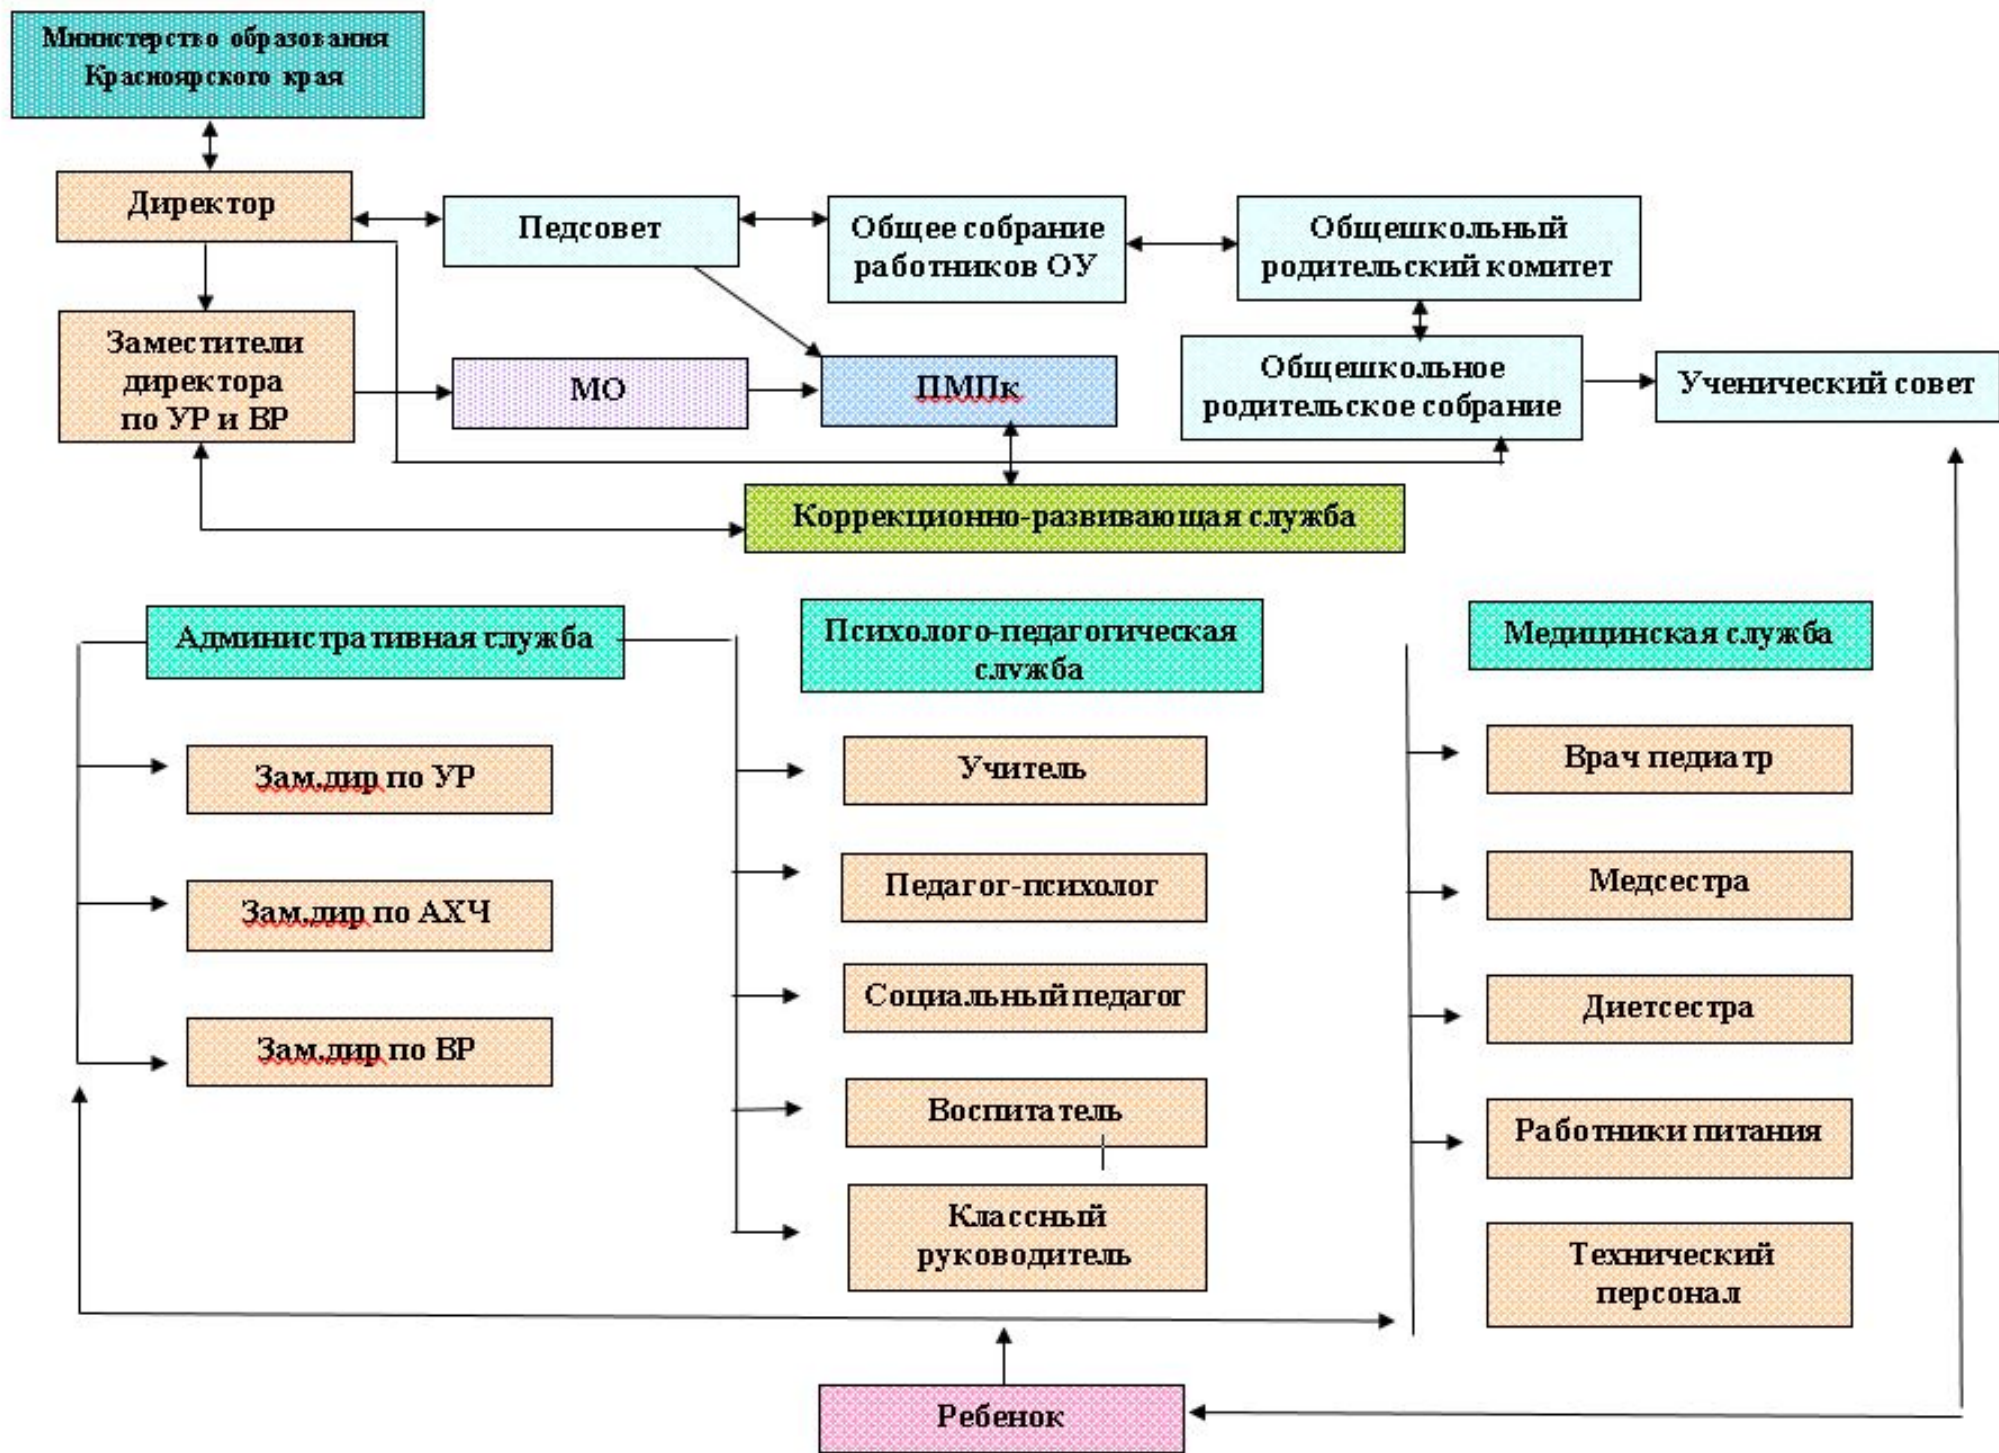 Министерство образования
Красноярского края
Директор
Педсовет
Общее собрание
работников ОУ
Общешкольный
родительский комитет
Заместители
директора
по УР и ВР
МО
ПМПк
Общешкольное
родительское собрание
Ученический совет
Коррекционно-развивающая служба
Административная служба
Психолого-педагогическая
служба
Медицинская служба
Зам.дир по УР
Зам.дир по АХЧ
Зам.дир по ВР
Учитель
Педагог-психолог
Социальный педагог
Воспитатель
Классный
руководитель
Врач педиатр
Медсестра
Диетсестра
Работники питания
Технический
персонал
Ребенок